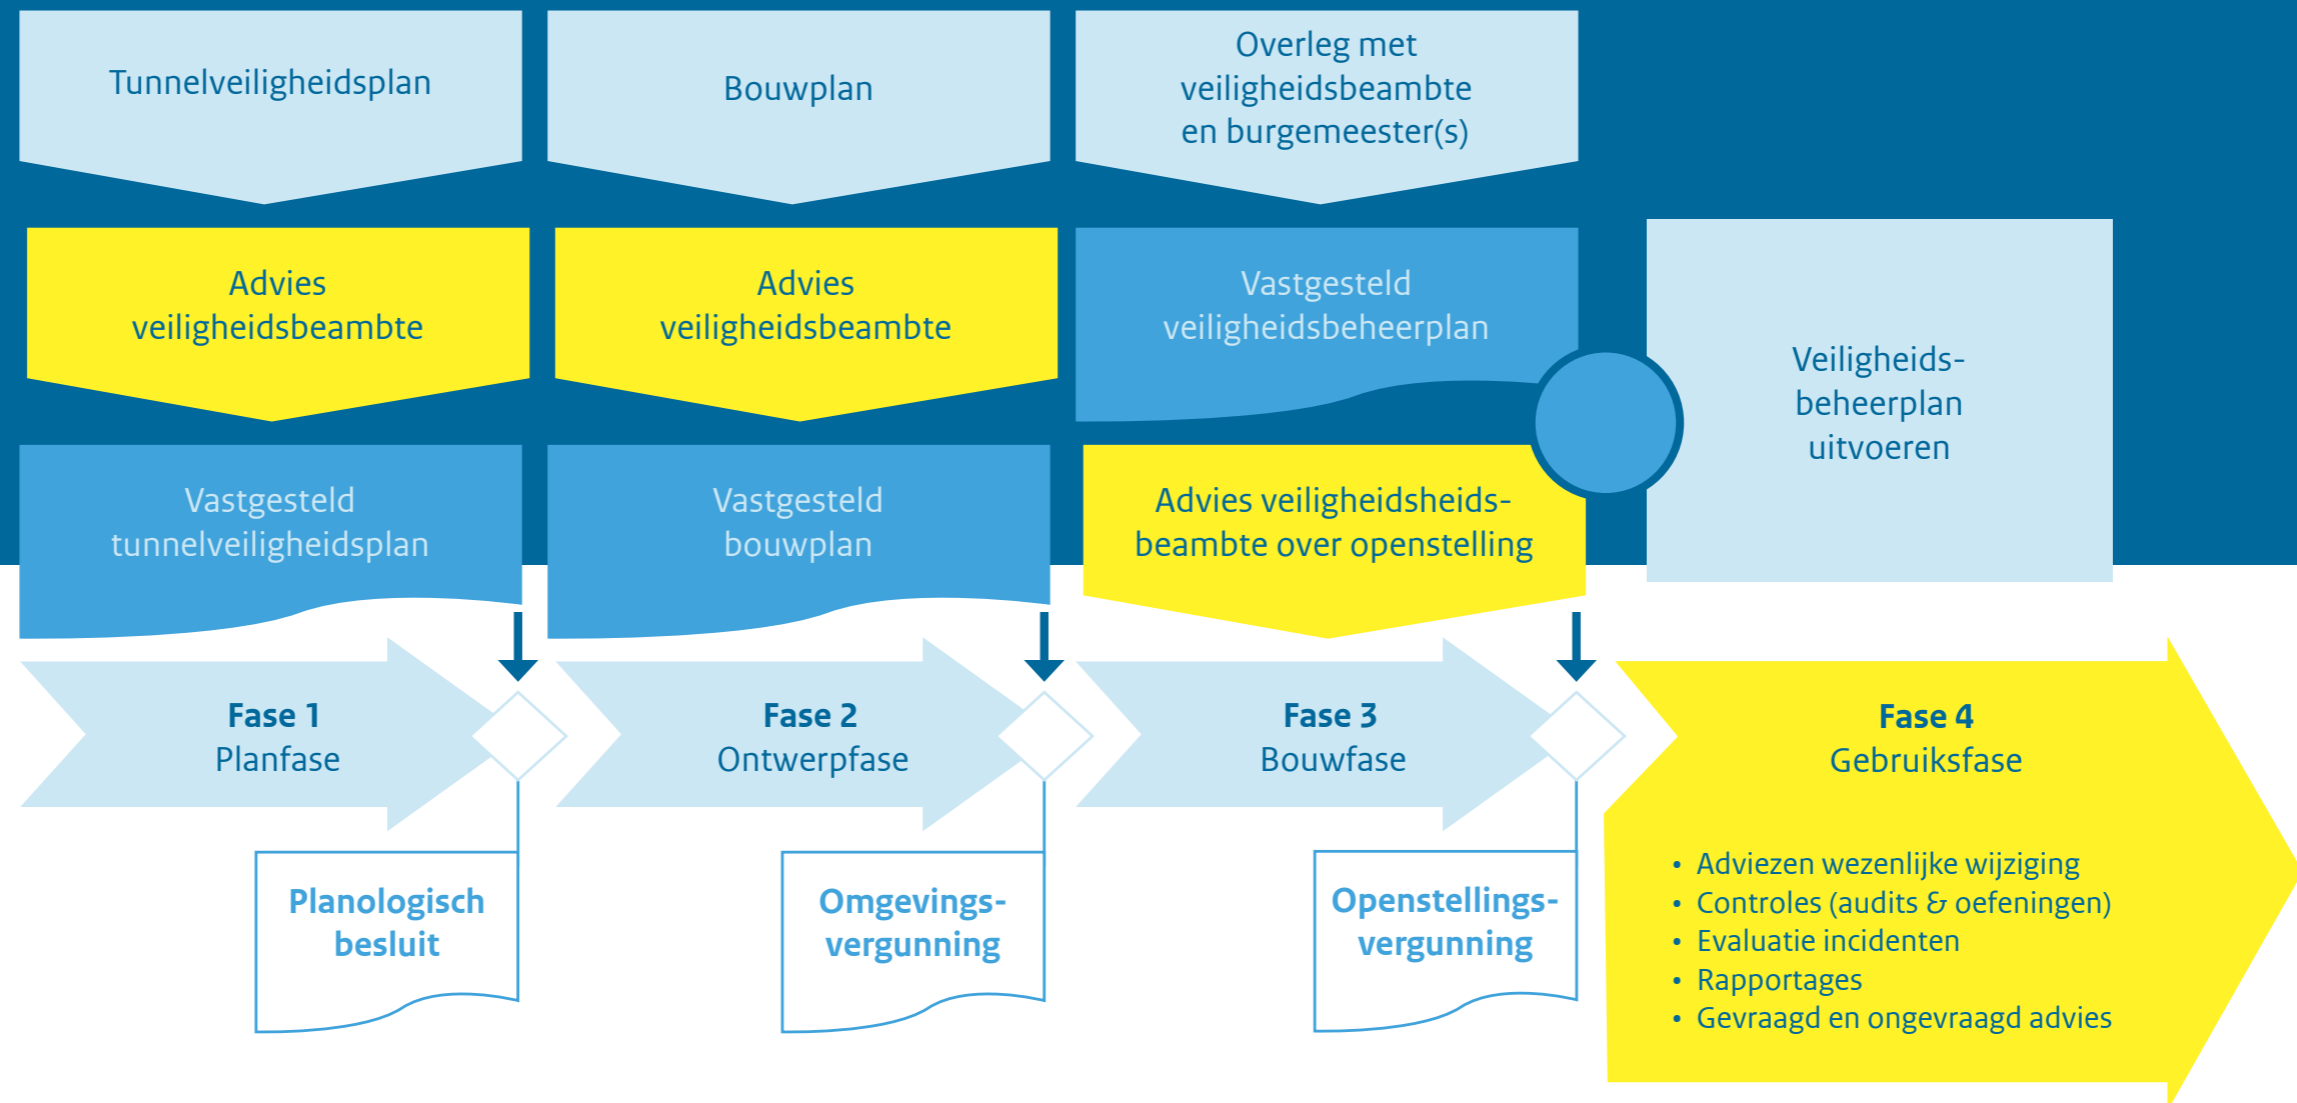 Tunnelveiligheidsplan
Bouwplan
Overleg met
veiligheidsbeambte
en burgemeester(s)
Advies
veiligheidsbeambte
Advies
veiligheidsbeambte
Vastgesteld
veiligheidsbeheerplan
Veiligheids-
beheerplan
uitvoeren
Vastgesteld
tunnelveiligheidsplan
Vastgesteld
bouwplan
Advies veiligheidsheids-
beambte over openstelling
Fase 1
Planfase
Fase 2
Ontwerpfase
Fase 3
Bouwfase
Fase 4
Gebruiksfase
• Adviezen wezenlijke wijziging
• Controles (audits & oefeningen)
• Evaluatie incidenten
• Rapportages
• Gevraagd en ongevraagd advies
Planologisch
besluit
Omgevings-
vergunning
Openstellings-
vergunning